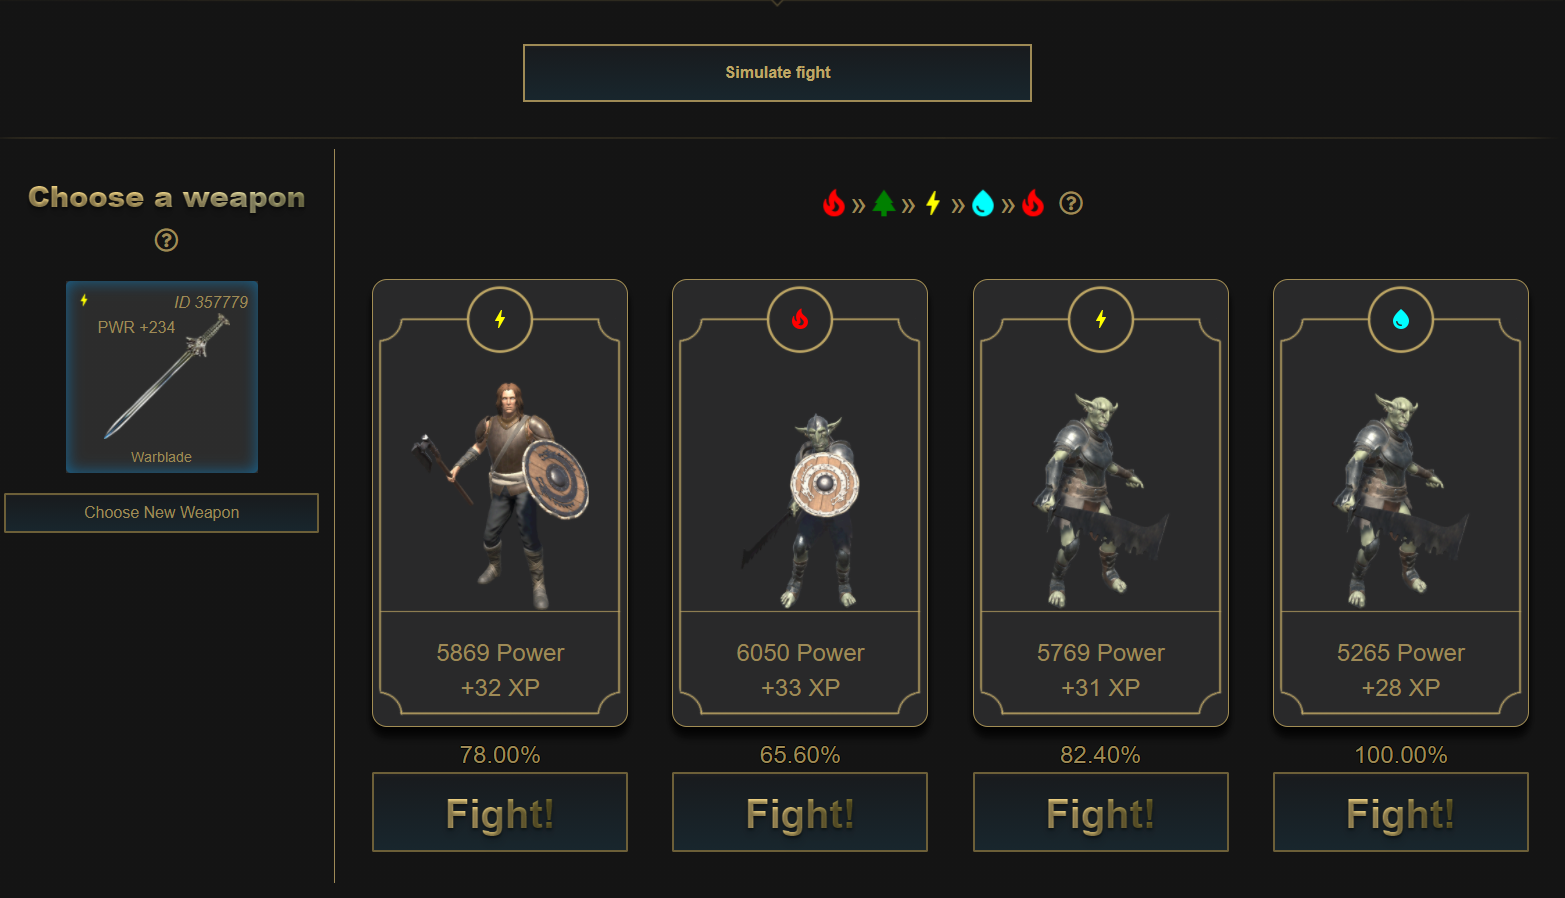 Simulate fight
Choose a weapon
ID 357779
PWR +234
Warblade
Choose New Weapon
5869 Power
+32 XP
78.00%
Fight!
6050 Power
+33 XP
65.60%
Fight!
5769 Power
+31 XP
82.40%
Fight!
5265 Power
+28 XP
100.00%
Fight!